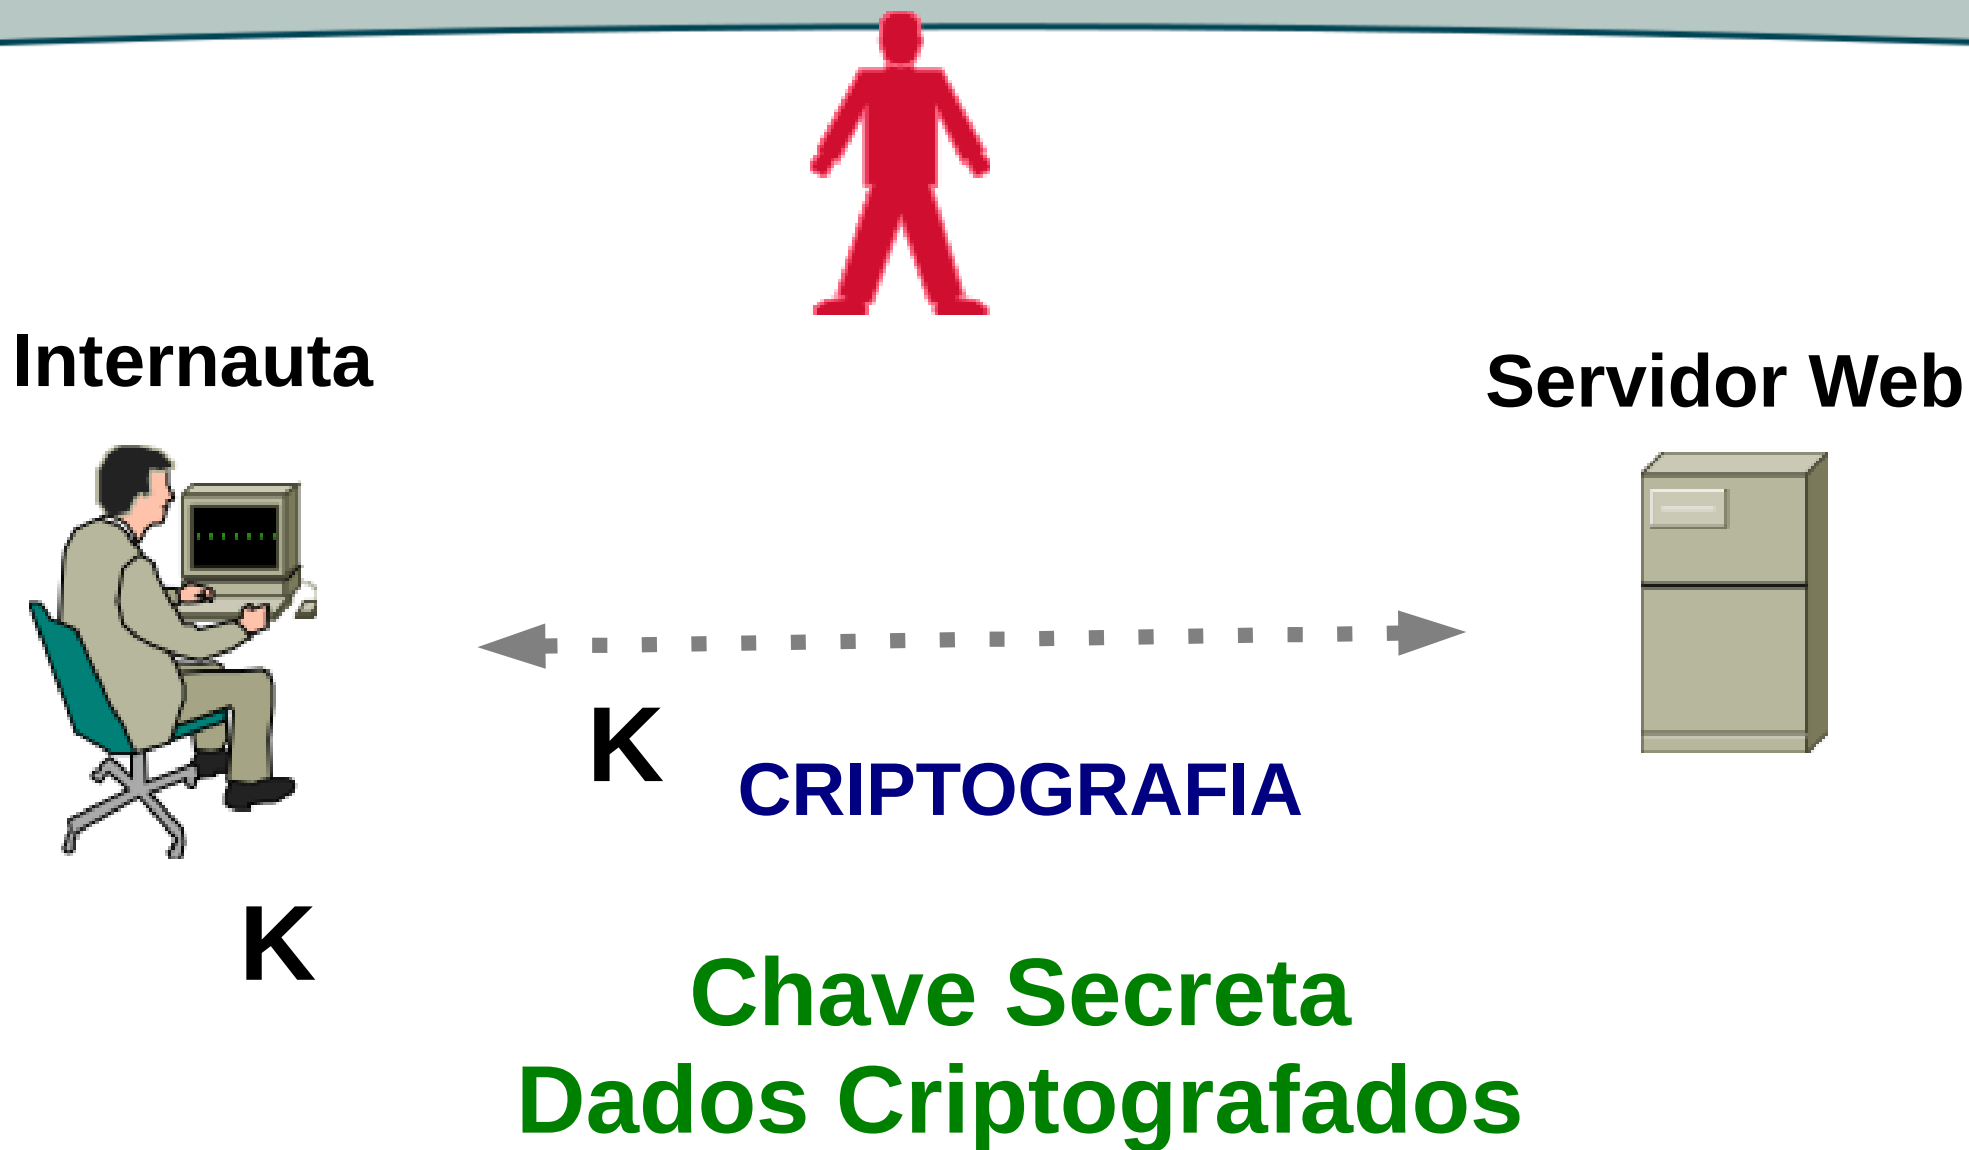 Internauta
Servidor Web
K
CRIPTOGRAFIA
K
Chave Secreta
Dados Criptografados